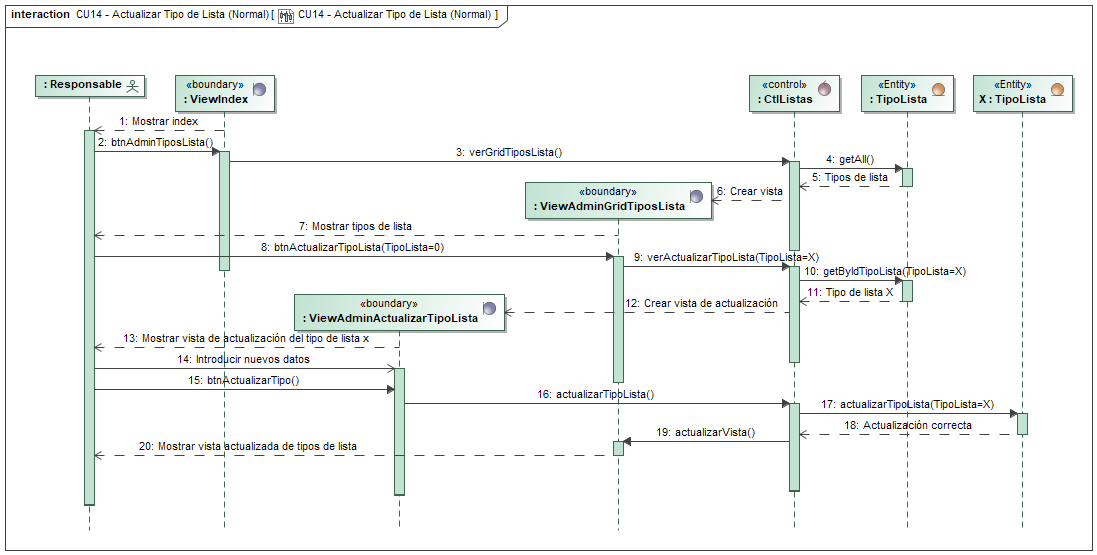 interaction CU14 - Actualizar Tipo de Lista (Normal) [ CU14 - Actualizar Tipo de Lista (Normal) ]
: Responsable
«boundary»
: ViewIndex
«control»
: CtlListas
«Entity»
: TipoLista
«Entity»
X : TipoLista
1: Mostrar index
2: btnAdminTiposLista()
3: verGridTiposLista()
4: getAll()
5: Tipos de lista
6: Crear vista
«boundary»
: ViewAdminGridTiposLista
7: Mostrar tipos de lista
8: btnActualizarTipoLista(TipoLista=0)
9: verActualizarTipoLista(TipoLista=X)
10: getByIdTipoLista(TipoLista=X)
11: Tipo de lista X
12: Crear vista de actualización
«boundary»
: ViewAdminActualizarTipoLista
13: Mostrar vista de actualización del tipo de lista x
14: Introducir nuevos datos
15: btnActualizarTipo()
16: actualizarTipoLista()
17: actualizarTipoLista(TipoLista=X)
18: Actualización correcta
19: actualizarVista()
20: Mostrar vista actualizada de tipos de lista